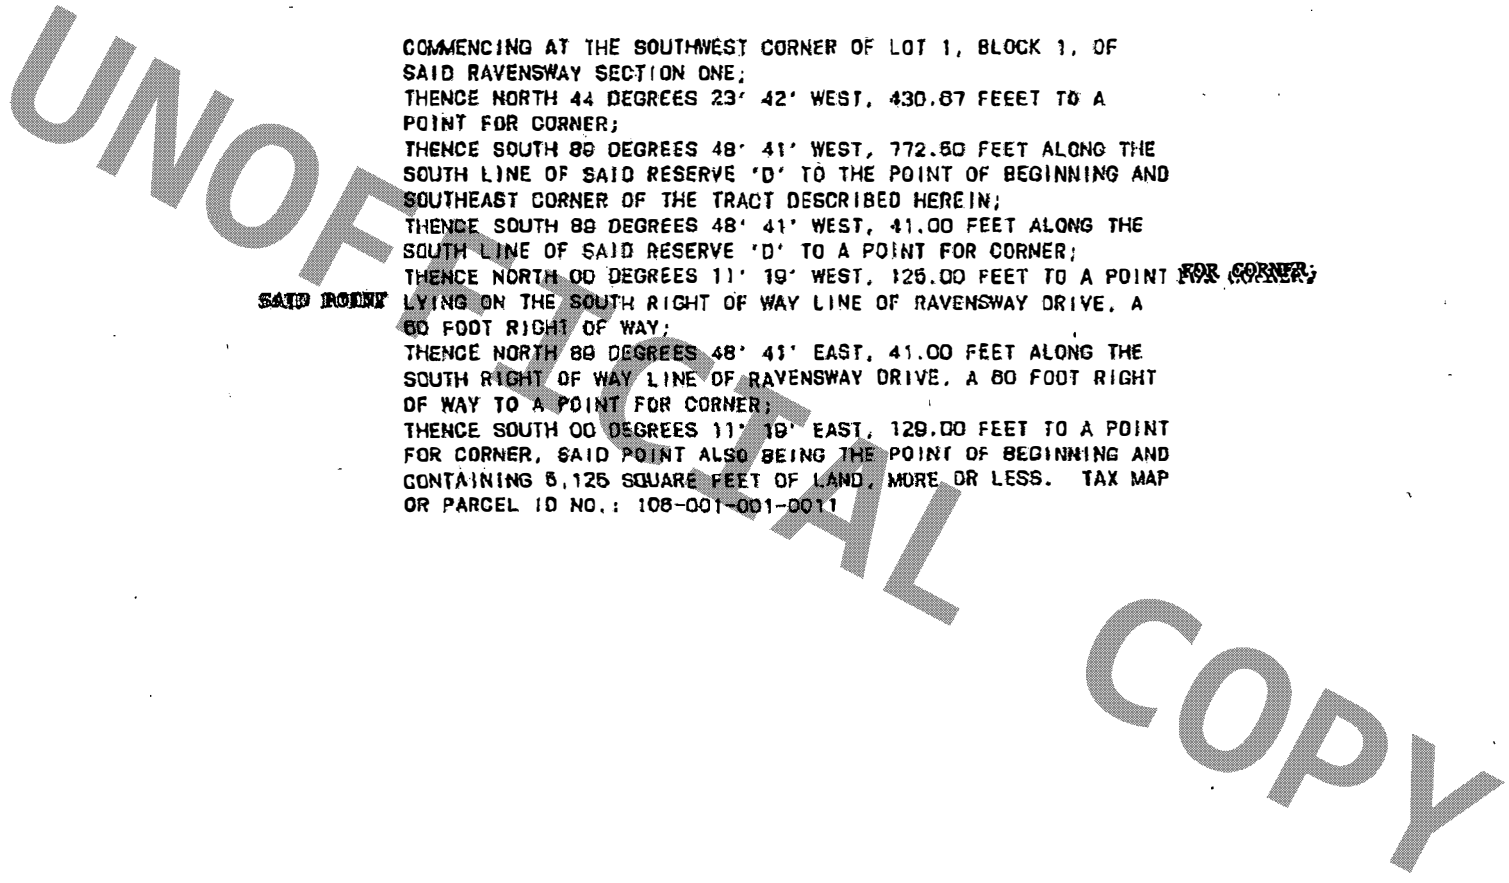 COMMENCING AT THE SOUTHWEST CORNER OF LOT 1, BLOCK 1, OF
SAID RAVENSWAY SECTION ONE;
THENCE NORTH 44 DEGREES 23' 42' WEST, 430.67 FEEET TO A
POINT FOR CORNER;
THENCE SOUTH 89 DEGREES 48' 41' WEST, 772.50 FEET ALONG THE
SOUTH LINE OF SAID RESERVE 'D' TO THE POINT OF BEGINNING AND
SOUTHEAST CORNER OF THE TRACT DESCRIBED HEREIN;
THENCE SOUTH 89 DEGREES 48' 41' WEST, 41.00 FEET ALONG THE
SOUTH LINE OF SAID RESERVE 'D' TO A POINT FOR CORNER;
THENCE NORTH 00 DEGREES 11' 19' WEST, 125.00 FEET TO A POINT FOR CORNER;
SAID POINT LYING ON THE SOUTH RIGHT OF WAY LINE OF RAVENSWAY DRIVE, A
60 FOOT RIGHT OF WAY;
THENCE NORTH 89 DEGREES 48' 41' EAST, 41.00 FEET ALONG THE
SOUTH RIGHT OF WAY LINE OF RAVENSWAY DRIVE, A 60 FOOT RIGHT
OF WAY TO A POINT FOR CORNER;
THENCE SOUTH 00 DEGREES 11' 19' EAST, 129.00 FEET TO A POINT
FOR CORNER, SAID POINT ALSO BEING THE POINT OF BEGINNING AND
CONTAINING 5,125 SQUARE FEET OF LAND, MORE OR LESS. TAX MAP
OR PARCEL ID NO.: 106-001-001-0011
UNOFFICIAL COPY